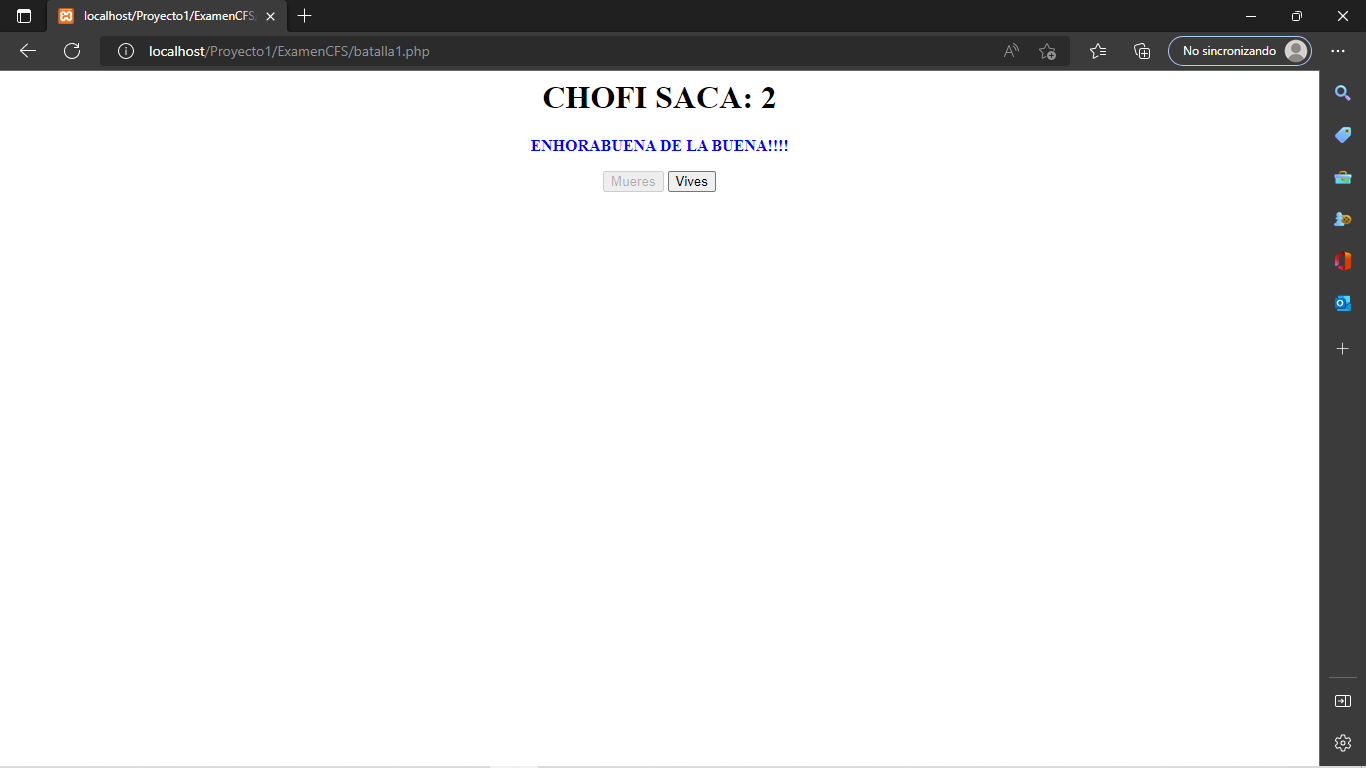 localhost/Proyecto1/ExamenCFS
localhost/Proyecto1/ExamenCFS/batalla1.php
No sincronizando
CHOFI SACA: 2
ENHORABUENA DE LA BUENA!!!!
Mueres Vives